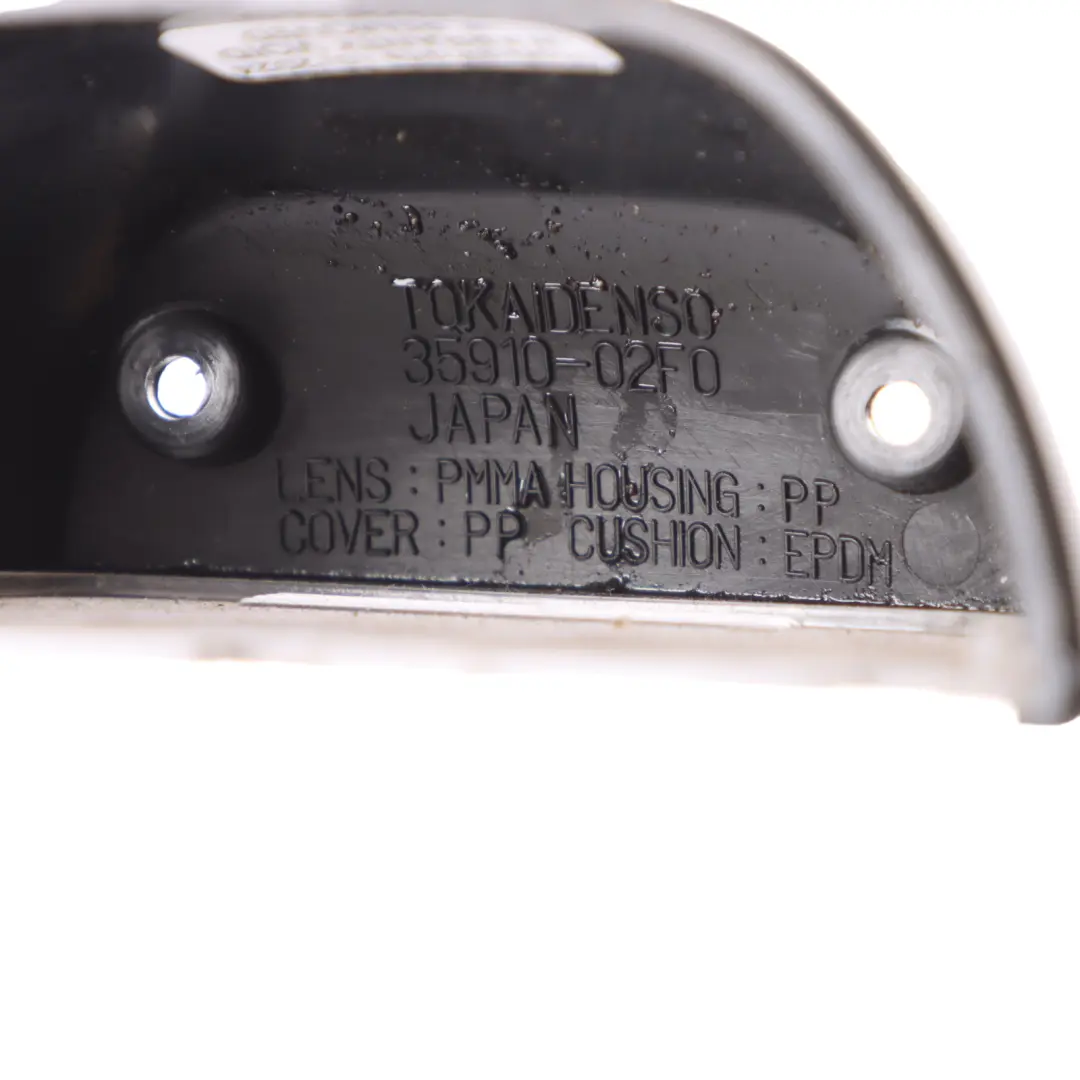 TOKAIDENSO
35910-02F0
JAPAN
LENS : PMMA HOUSING : PP
COVER : PP CUSHION : EPDM